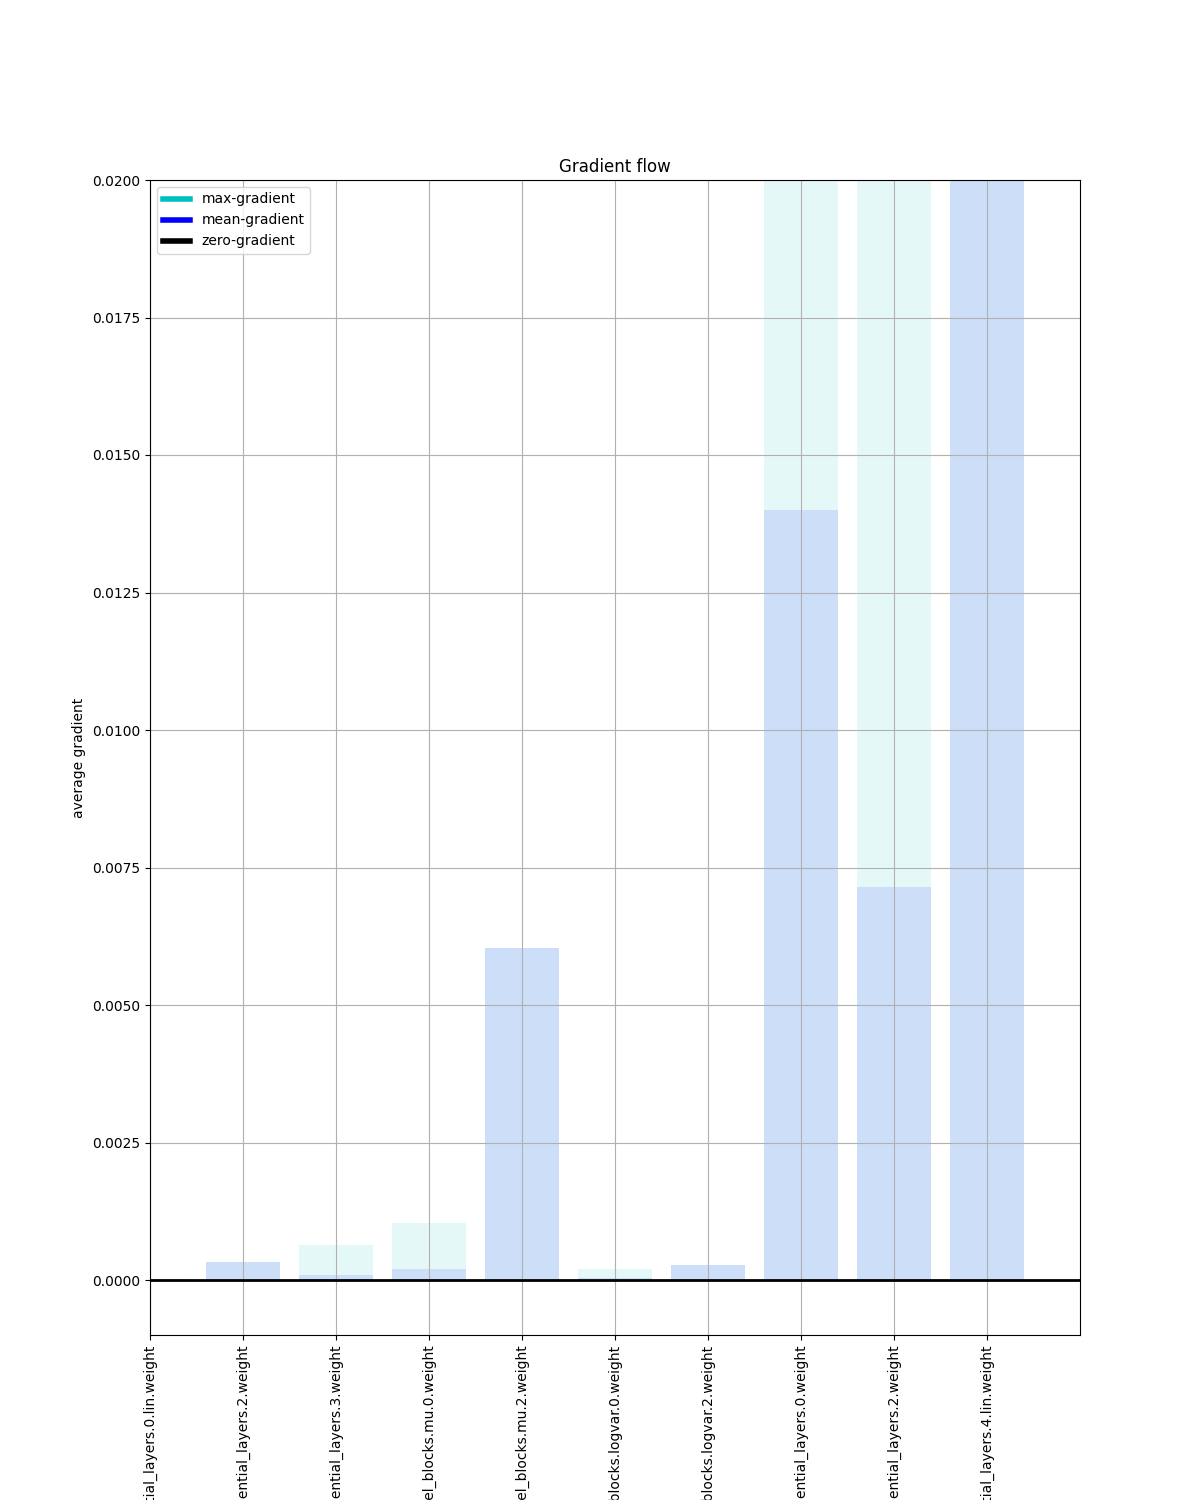 Gradient flow
max-gradient
mean-gradient
zero-gradient
0.0200
0.0175
0.0150
0.0125
0.0100
0.0075
0.0050
0.0025
0.0000
average gradient
tial_layers.0.lin.weight
ential_layers.2.weight
ential_layers.3.weight
el_blocks.mu.0.weight
el_blocks.mu.2.weight
blocks.logvar.0.weight
blocks.logvar.2.weight
ential_layers.0.weight
ential_layers.2.weight
tial_layers.4.lin.weight